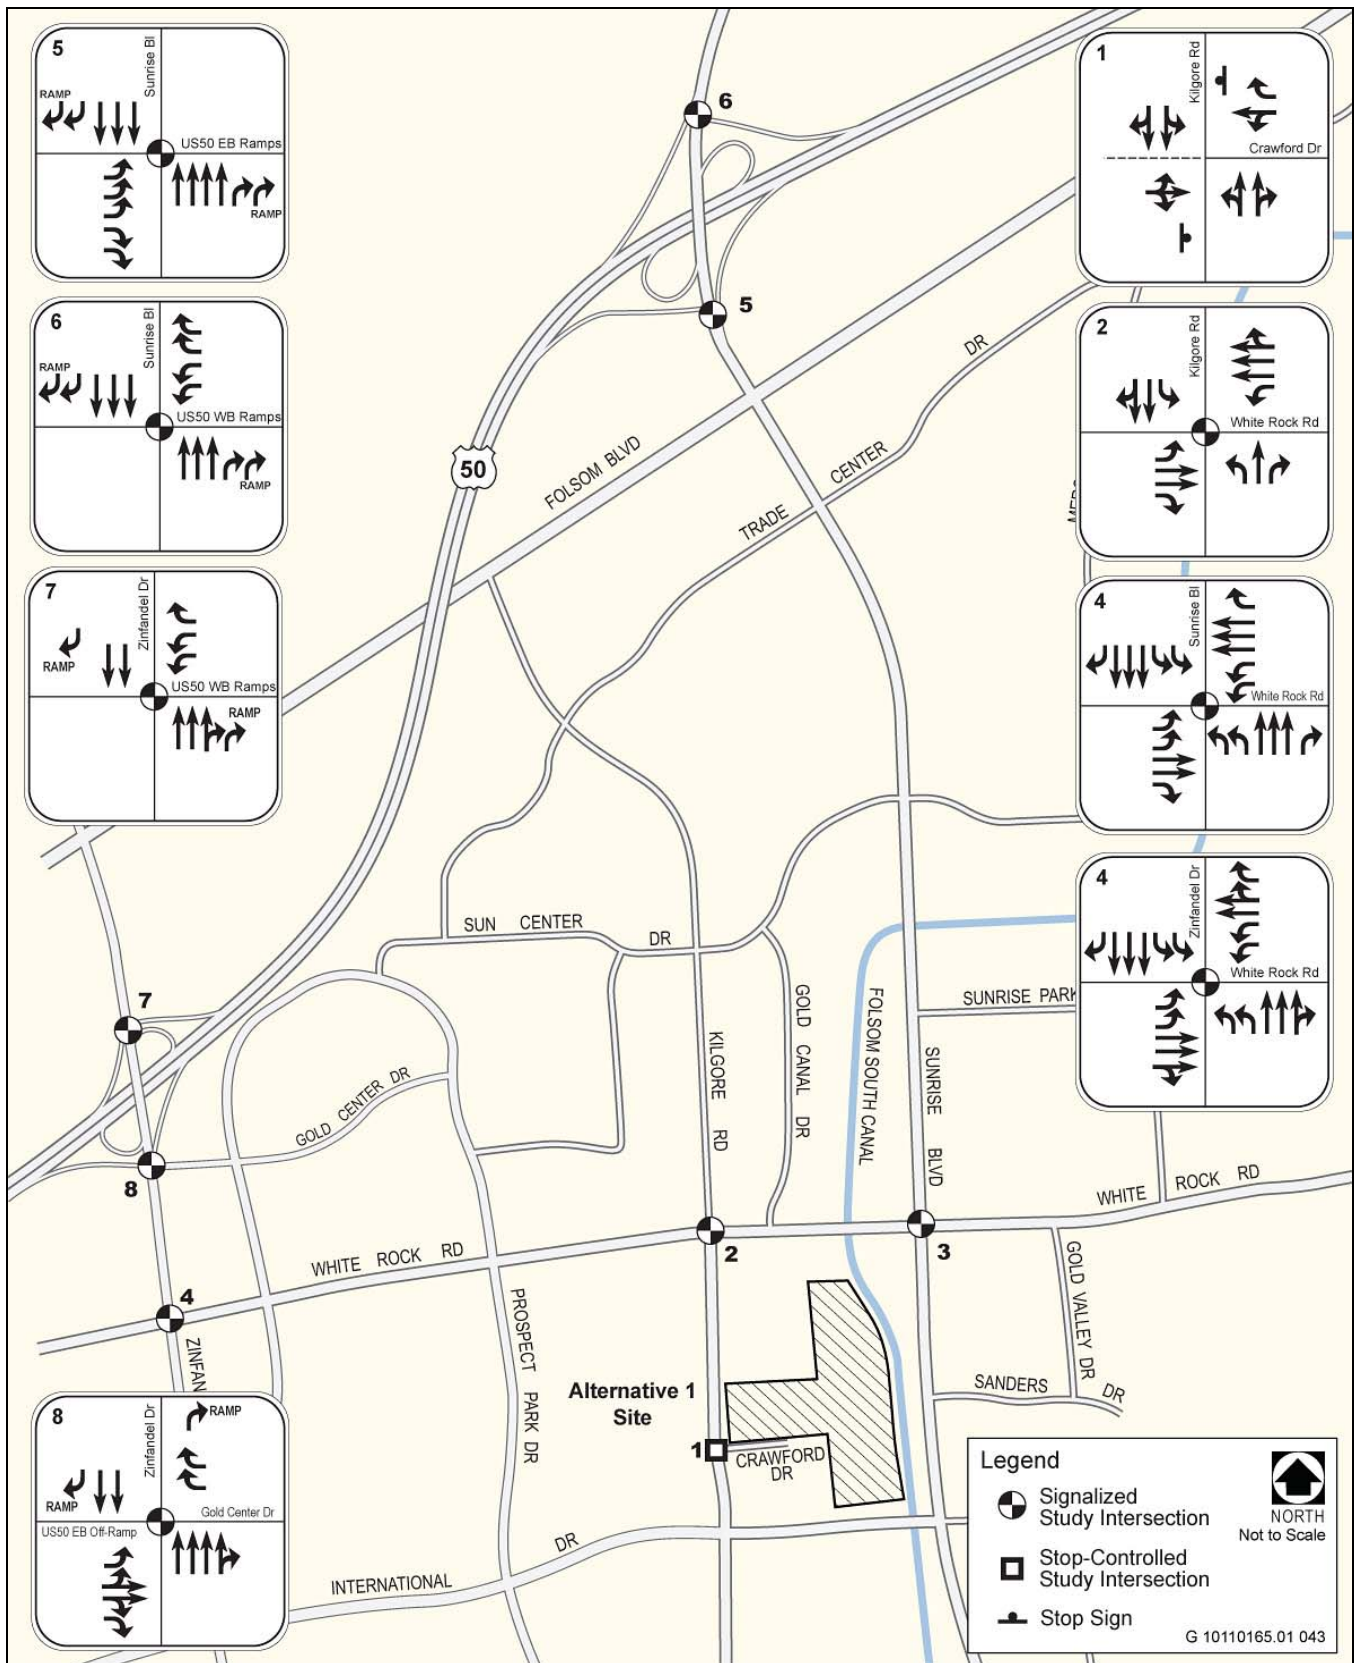 5
Sunrise Bl
RAMP
US50 EB Ramps
RAMP
6
Sunrise Bl
RAMP
US50 WB Ramps
RAMP
7
Zinfandel Dr
RAMP
US50 WB Ramps
RAMP
1
Kilgore Rd
Crawford Dr
2
Kilgore Rd
White Rock Rd
4
Sunrise Bl
White Rock Rd
4
Zinfandel Dr
White Rock Rd
8
Zinfandel Dr
RAMP
RAMP
Gold Center Dr
US50 EB Off-Ramp
6
5
50
FOLSOM BLVD
TRADE CENTER DR
SUN CENTER DR
SUNRISE PARK
KILGORE RD
GOLD CANAL DR
FOLSOM SOUTH CANAL
SUNRISE BLVD
GOLD CENTER DR
7
8
WHITE ROCK RD
WHITE ROCK RD
2
3
4
ZINFAN
PROSPECT PARK DR
GOLD VALLEY DR
SANDERS DR
Alternative 1
Site
1
CRAWFORD
DR
INTERNATIONAL DR
Legend
Signalized
Study Intersection
Stop-Controlled
Study Intersection
Stop Sign
NORTH
Not to Scale
G 10110165.01 043